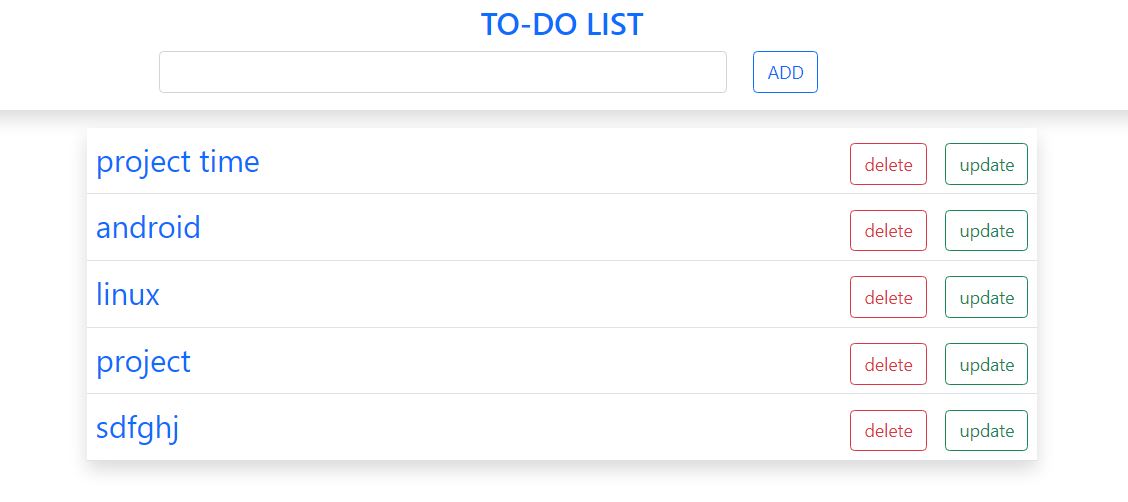 TO-DO LIST
ADD
project time delete update
android delete update
linux delete update
project delete update
sdfghj delete update